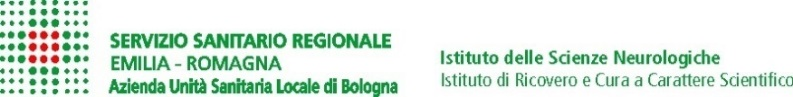 SERVIZIO SANITARIO REGIONALE
EMILIA - ROMAGNA
Azienda Unità Sanitaria Locale di Bologna
Istituto delle Scienze Neurologiche
Istituto di Ricovero e Cura a Carattere Scientifico